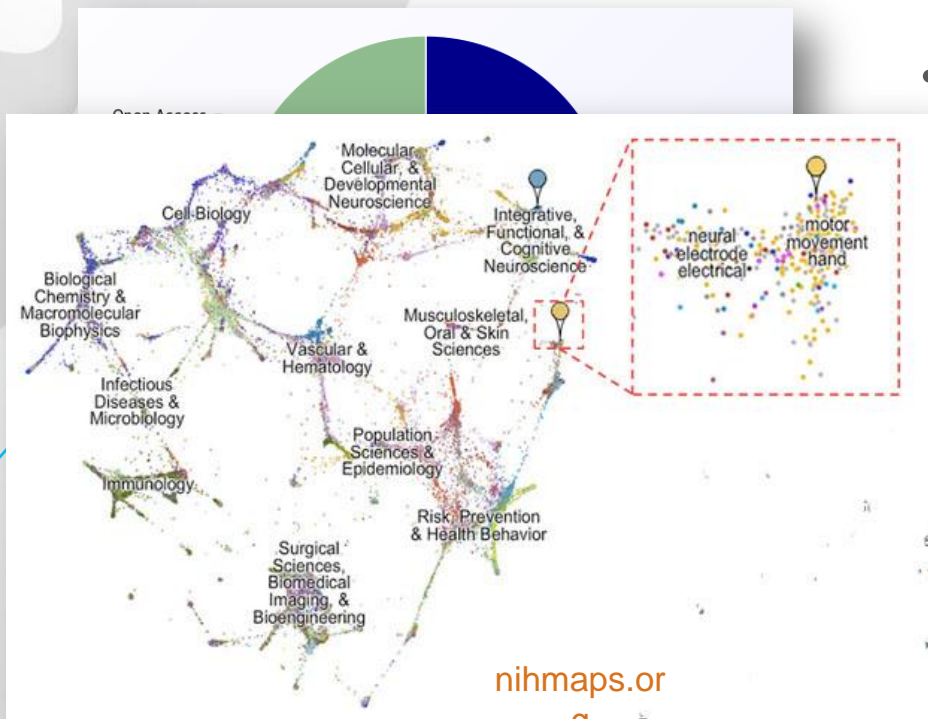 Open Access
Molecular,
Cellular, &
Developmental
Neuroscience
Cell Biology
Integrative,
Functional, &
Cognitive
Neuroscience
neural
electrode
electrical
motor
movement
hand
Biological
Chemistry &
Macromolecular
Biophysics
Musculoskeletal,
Oral & Skin
Sciences
Vascular &
Hematology
Infectious
Diseases &
Microbiology
Population
Sciences &
Epidemiology
Immunology
Risk, Prevention
& Health Behavior
Surgical
Sciences,
Biomedical
Imaging, &
Bioengineering
nihmaps.or
g